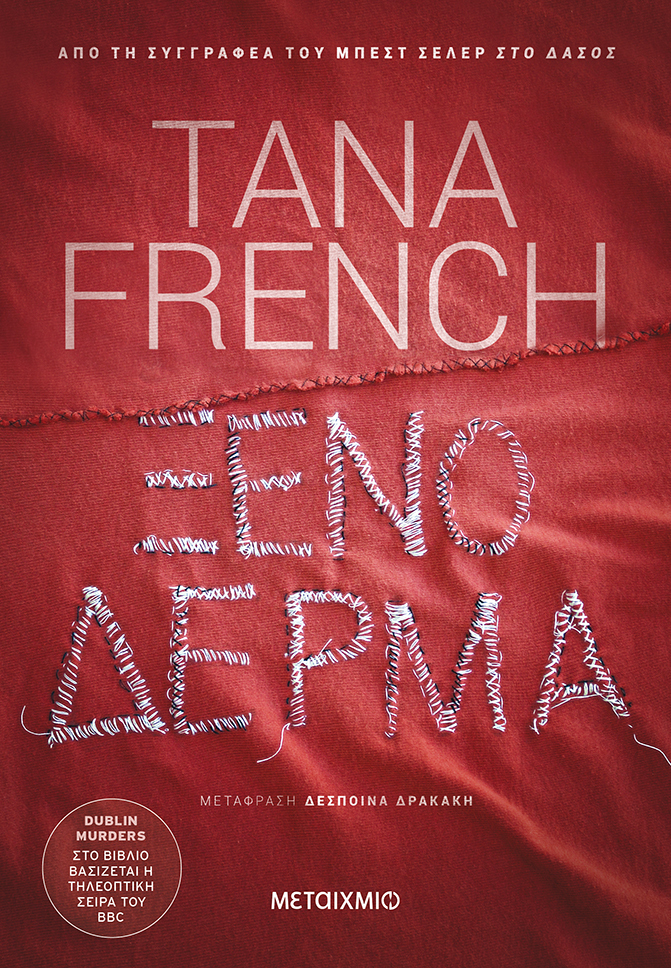 ΑΠΟ ΤΗ ΣΥΓΓΡΑΦΕΑ ΤΟΥ ΜΠΕΣΤ ΣΕΛΕΡ ΣΤΟ ΔΑΣΟΣ
TANA
FRENCH
ΞΕΝΟ
ΔΕΡΜΑ
ΜΕΤΑΦΡΑΣΗ ΔΕΣΠΟΙΝΑ ΔΡΑΚΑΚΗ
DUBLIN
MURDERS
ΣΤΟ ΒΙΒΛΙΟ
ΒΑΣΙΖΕΤΑΙ Η
ΤΗΛΕΟΠΤΙΚΗ
ΣΕΙΡΑ ΤΟΥ
BBC
ΜΕΤΑΙΧΜΙΟ